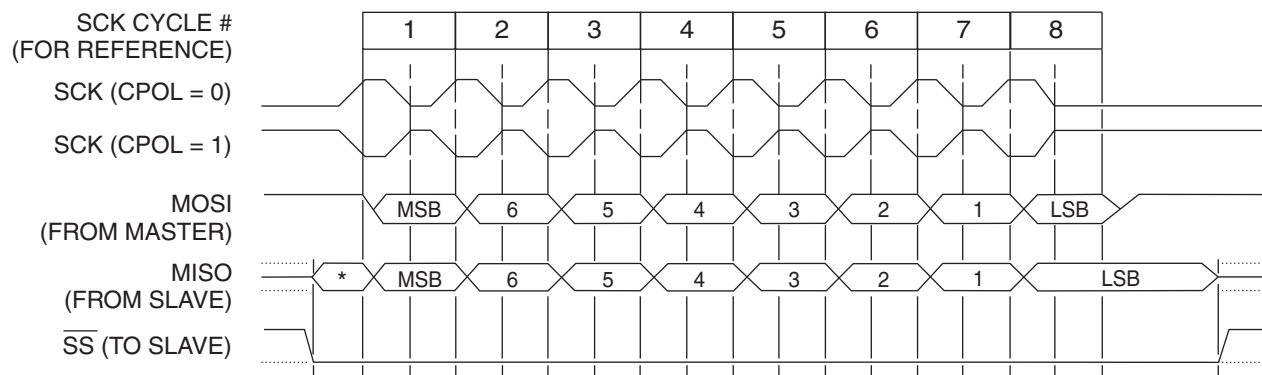 SCK CYCLE #
(FOR REFERENCE)
1 2 3 4 5 6 7 8
SCK (CPOL = 0)
SCK (CPOL = 1)
MOSI
(FROM MASTER)
MSB 6 5 4 3 2 1 LSB
MISO
(FROM SLAVE)
* MSB 6 5 4 3 2 1 LSB
SS (TO SLAVE)